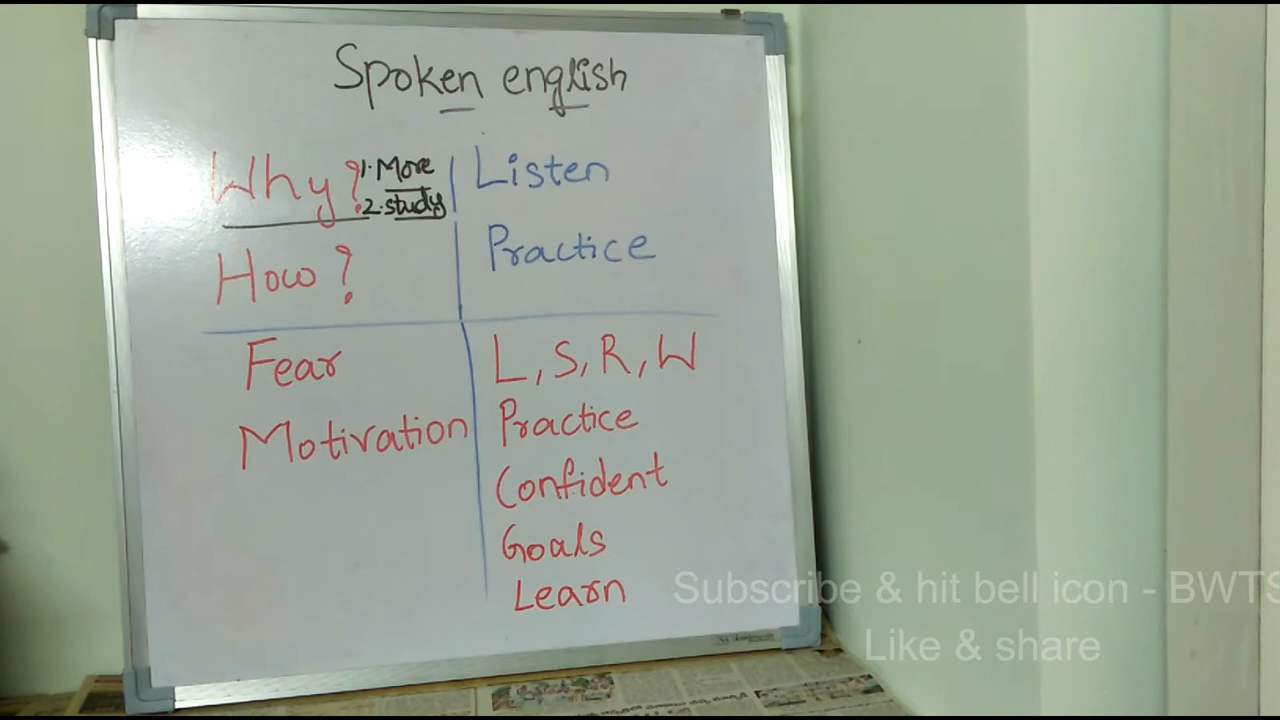 Spoken english
Why?
1. More
2. study
How?
Listen
Practice
Fear
Motivation
L, S, R, W
Practice
Confident
Goals
Learn
Subscribe & hit bell icon - BWTS
Like & share